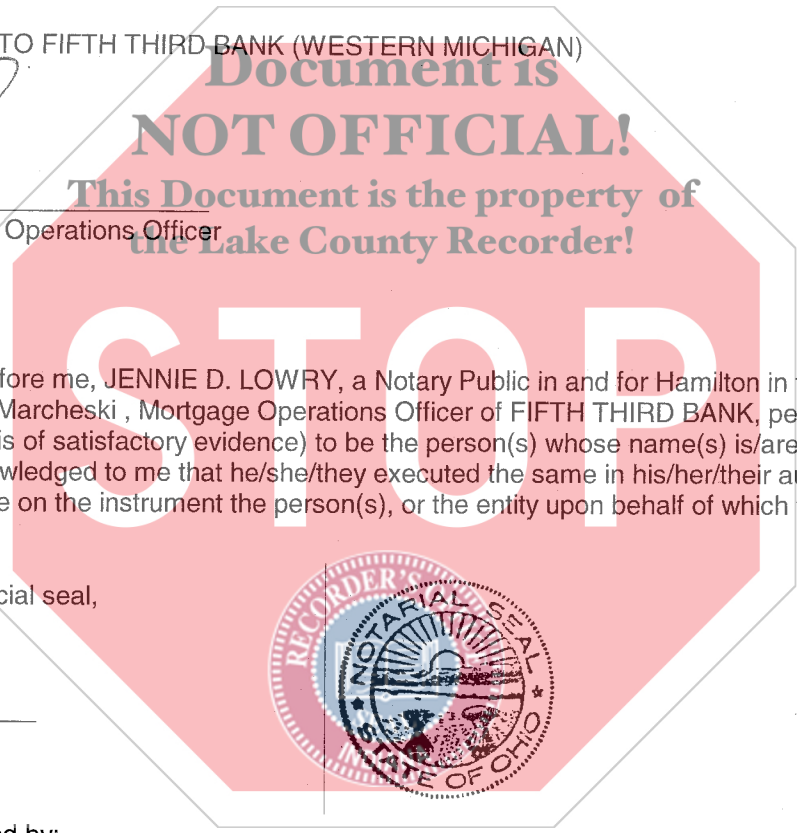 TO FIFTH THIRD BANK (WESTERN MICHIGAN)
Document is
NOT OFFICIAL!
This Document is the property of
the Lake County Recorder!
Operations Officer
STOP
fore me, JENNIE D. LOWRY, a Notary Public in and for Hamilton in
Marcheski , Mortgage Operations Officer of FIFTH THIRD BANK, pe
is of satisfactory evidence) to be the person(s) whose name(s) is/are
wledged to me that he/she/they executed the same in his/her/their au
e on the instrument the person(s), or the entity upon behalf of which
cial seal,
RECORDER'S
NOTARIAL SEAL
STATE OF OHIO
ed by: